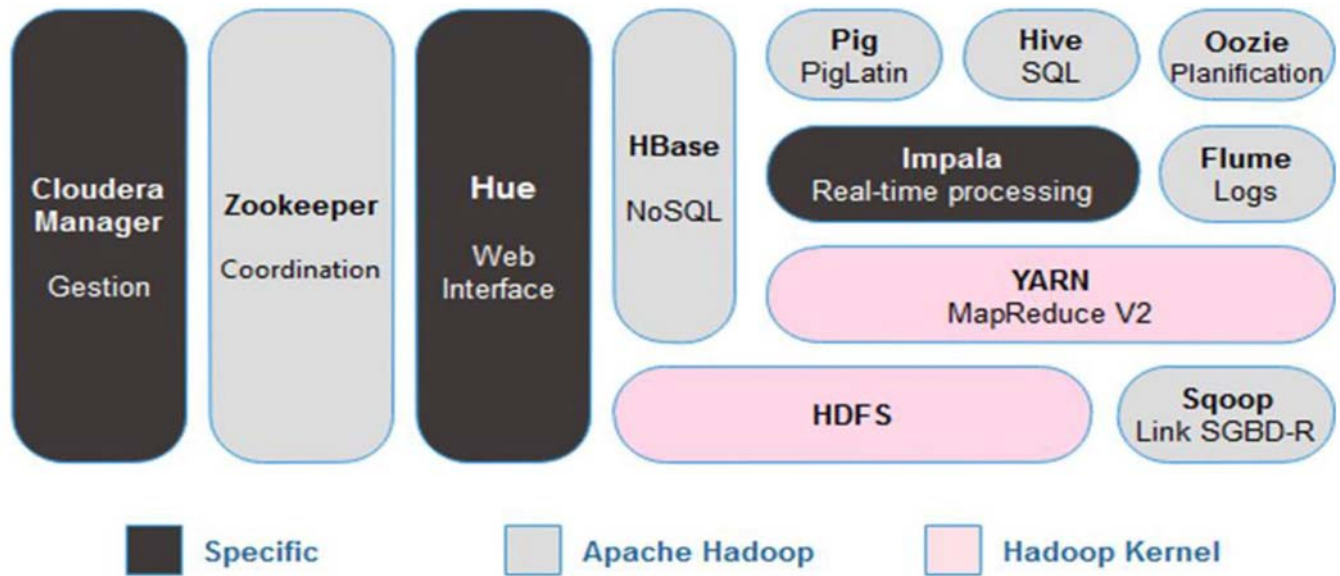 Cloudera
Manager
Gestion
Zookeeper
Coordination
Hue
Web
Interface
HBase
NoSQL
Pig
PigLatin
Hive
SQL
Oozie
Planification
Impala
Real-time processing
Flume
Logs
YARN
MapReduce V2
HDFS
Sqoop
Link SGBD-R
Specific
Apache Hadoop
Hadoop Kernel